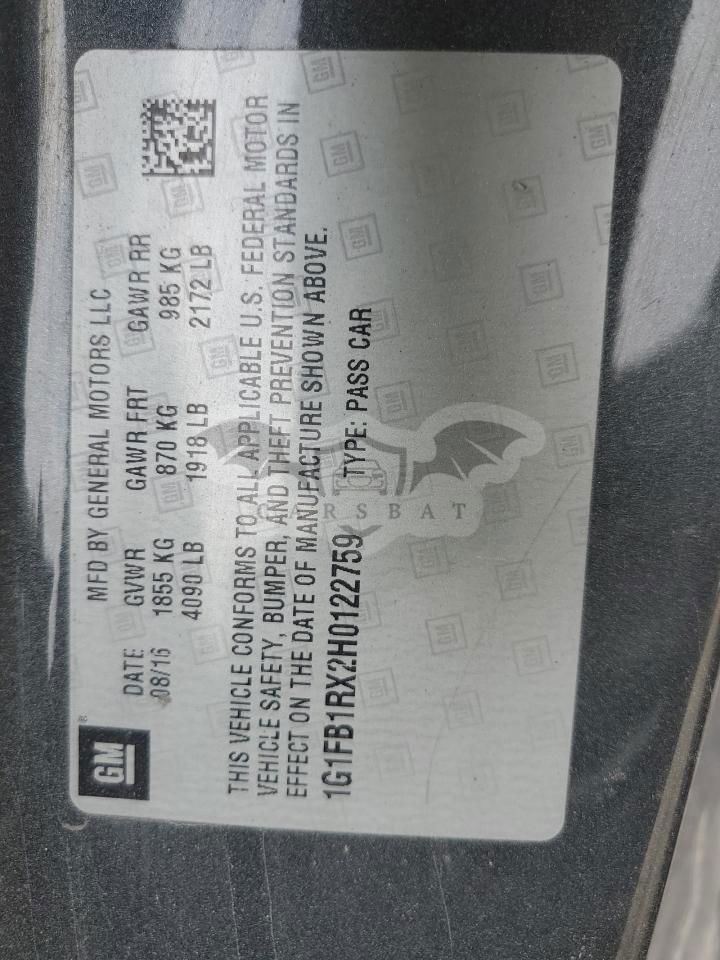 GM®
MFD BY GENERAL MOTORS LLC
DATE GVWR GAWR FRT GAWR RR
08/16 1855 KG 870 KG 985 KG
4090 LB 1918 LB 2172 LB
THIS VEHICLE CONFORMS TO ALL APPLICABLE U.S. FEDERAL MOTOR
VEHICLE SAFETY, BUMPER, AND THEFT PREVENTION STANDARDS IN
EFFECT ON THE DATE OF MANUFACTURE SHOWN ABOVE.
1G1FB1RX2H0122759 TYPE: PASS CAR
CARSBAT